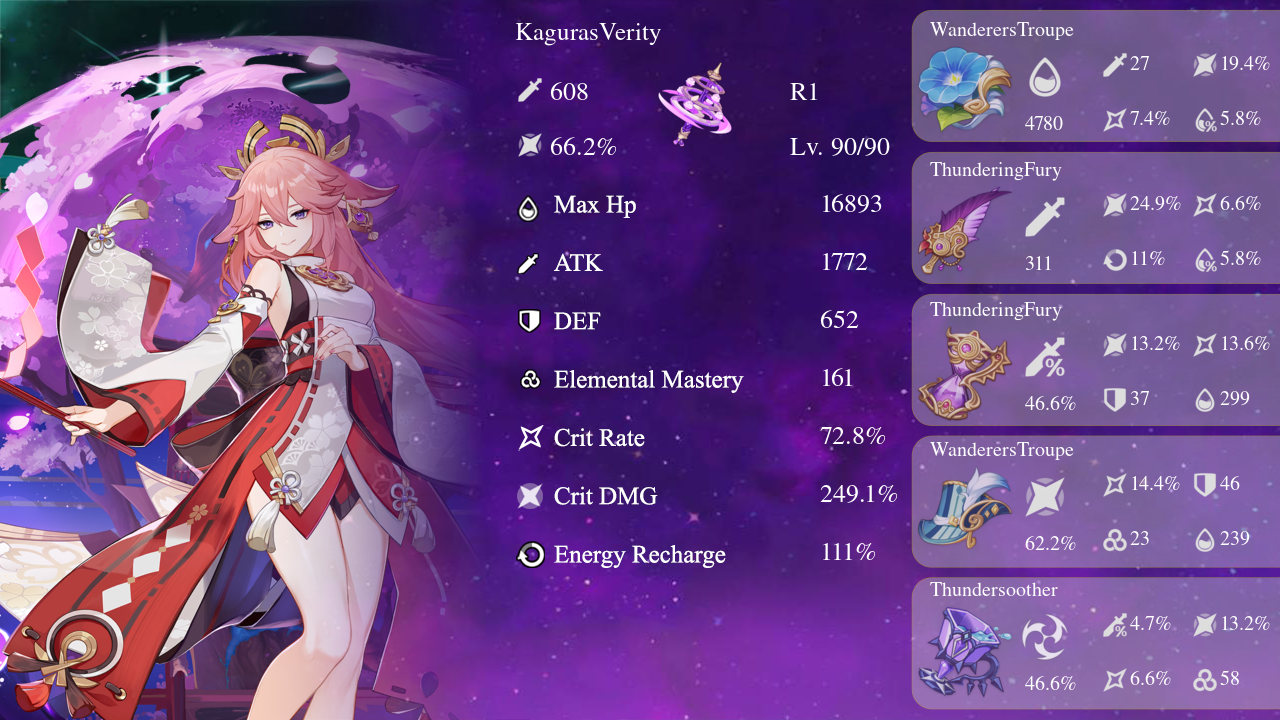 KagurasVerity
608
R1
66.2%
Lv. 90/90
Max Hp 16893
ATK 1772
DEF 652
Elemental Mastery 161
Crit Rate 72.8%
Crit DMG 249.1%
Energy Recharge 111%
WanderersTroupe
27 19.4%
4780 7.4% 5.8%
ThunderingFury
24.9% 6.6%
311 11% 5.8%
ThunderingFury
13.2% 13.6%
46.6% 37 299
WanderersTroupe
14.4% 46
62.2% 23 239
Thundersoother
4.7% 13.2%
46.6% 6.6% 58